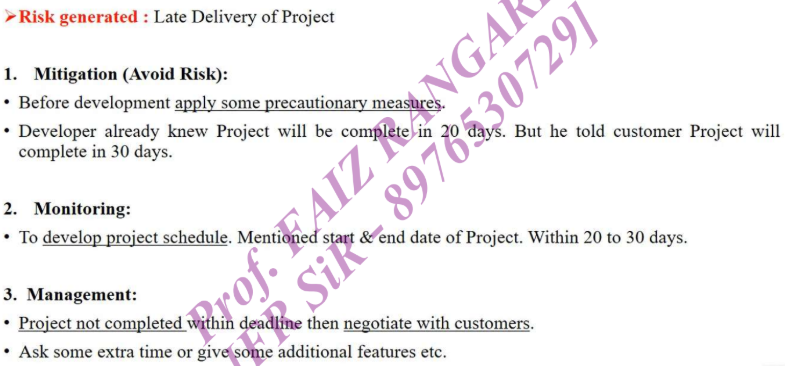 ➢Risk generated : Late Delivery of Project
1. Mitigation (Avoid Risk):
• Before development apply some precautionary measures.
• Developer already knew Project will be complete in 20 days. But he told customer Project will
complete in 30 days.
2. Monitoring:
• To develop project schedule. Mentioned start & end date of Project. Within 20 to 30 days.
3. Management:
• Project not completed within deadline then negotiate with customers.
• Ask some extra time or give some additional features etc.
Prof. FAIZ RANGARI
SiR – 8976530729]